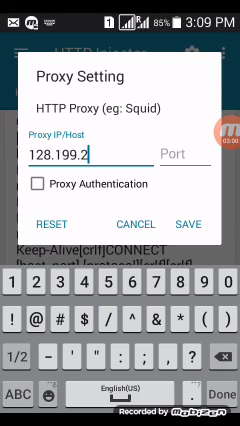 1 R 85% 3:09 PM
HTTP Injector
Proxy Setting
03:00
HTTP Proxy (eg: Squid)
Proxy IP/Host
128.199.2 Port
Proxy Authentication
RESET CANCEL SAVE
Keep-Alive[crlf]CONNECT
[host_port] [protocol][crlf][crlf]
1 2 3 4 5 6 7 8 9 0
! @ # $ / ^ & * ( )
1/2 - ' " : ; , ?
ABC English(US) . Done
Recorded by mobizen